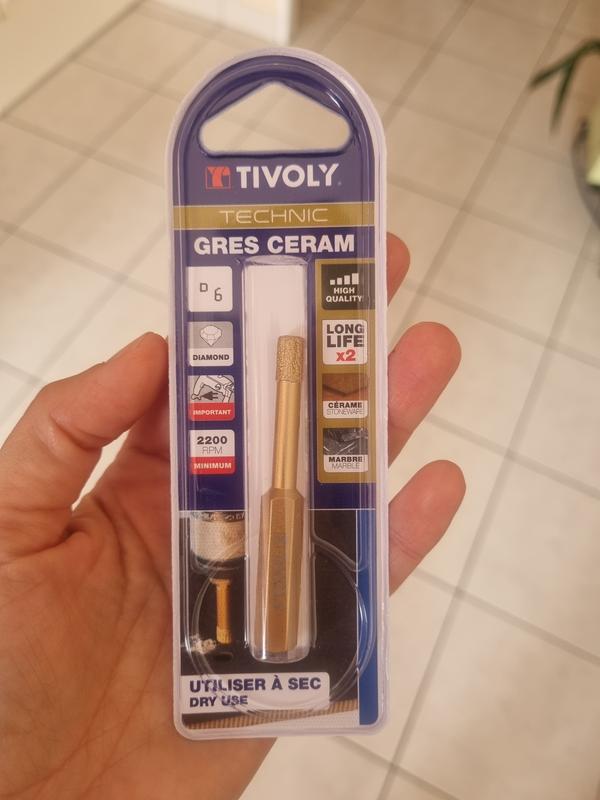 TIVOLY
TECHNIC
GRES CERAM
D 6
DIAMOND
IMPORTANT
2200
RPM
MINIMUM
HIGH
QUALITY
LONG
LIFE
x2
CÉRAME
STONEWARE
MARBRE
MARBLE
UTILISER À SEC
DRY USE